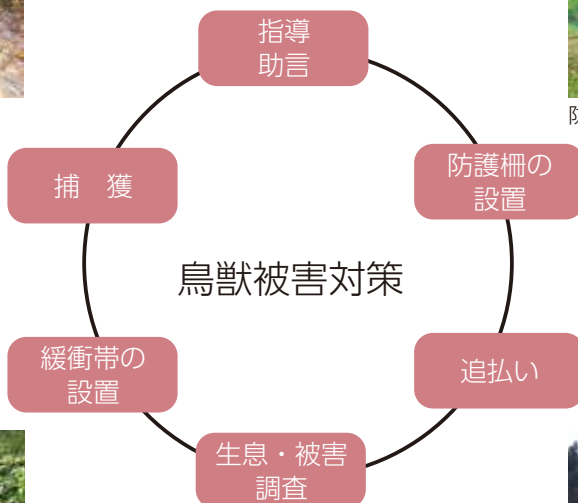 指導
助言
防護柵の
設置
捕　獲
鳥獣被害対策
緩衝帯の
設置
追払い
生息・被害
調査